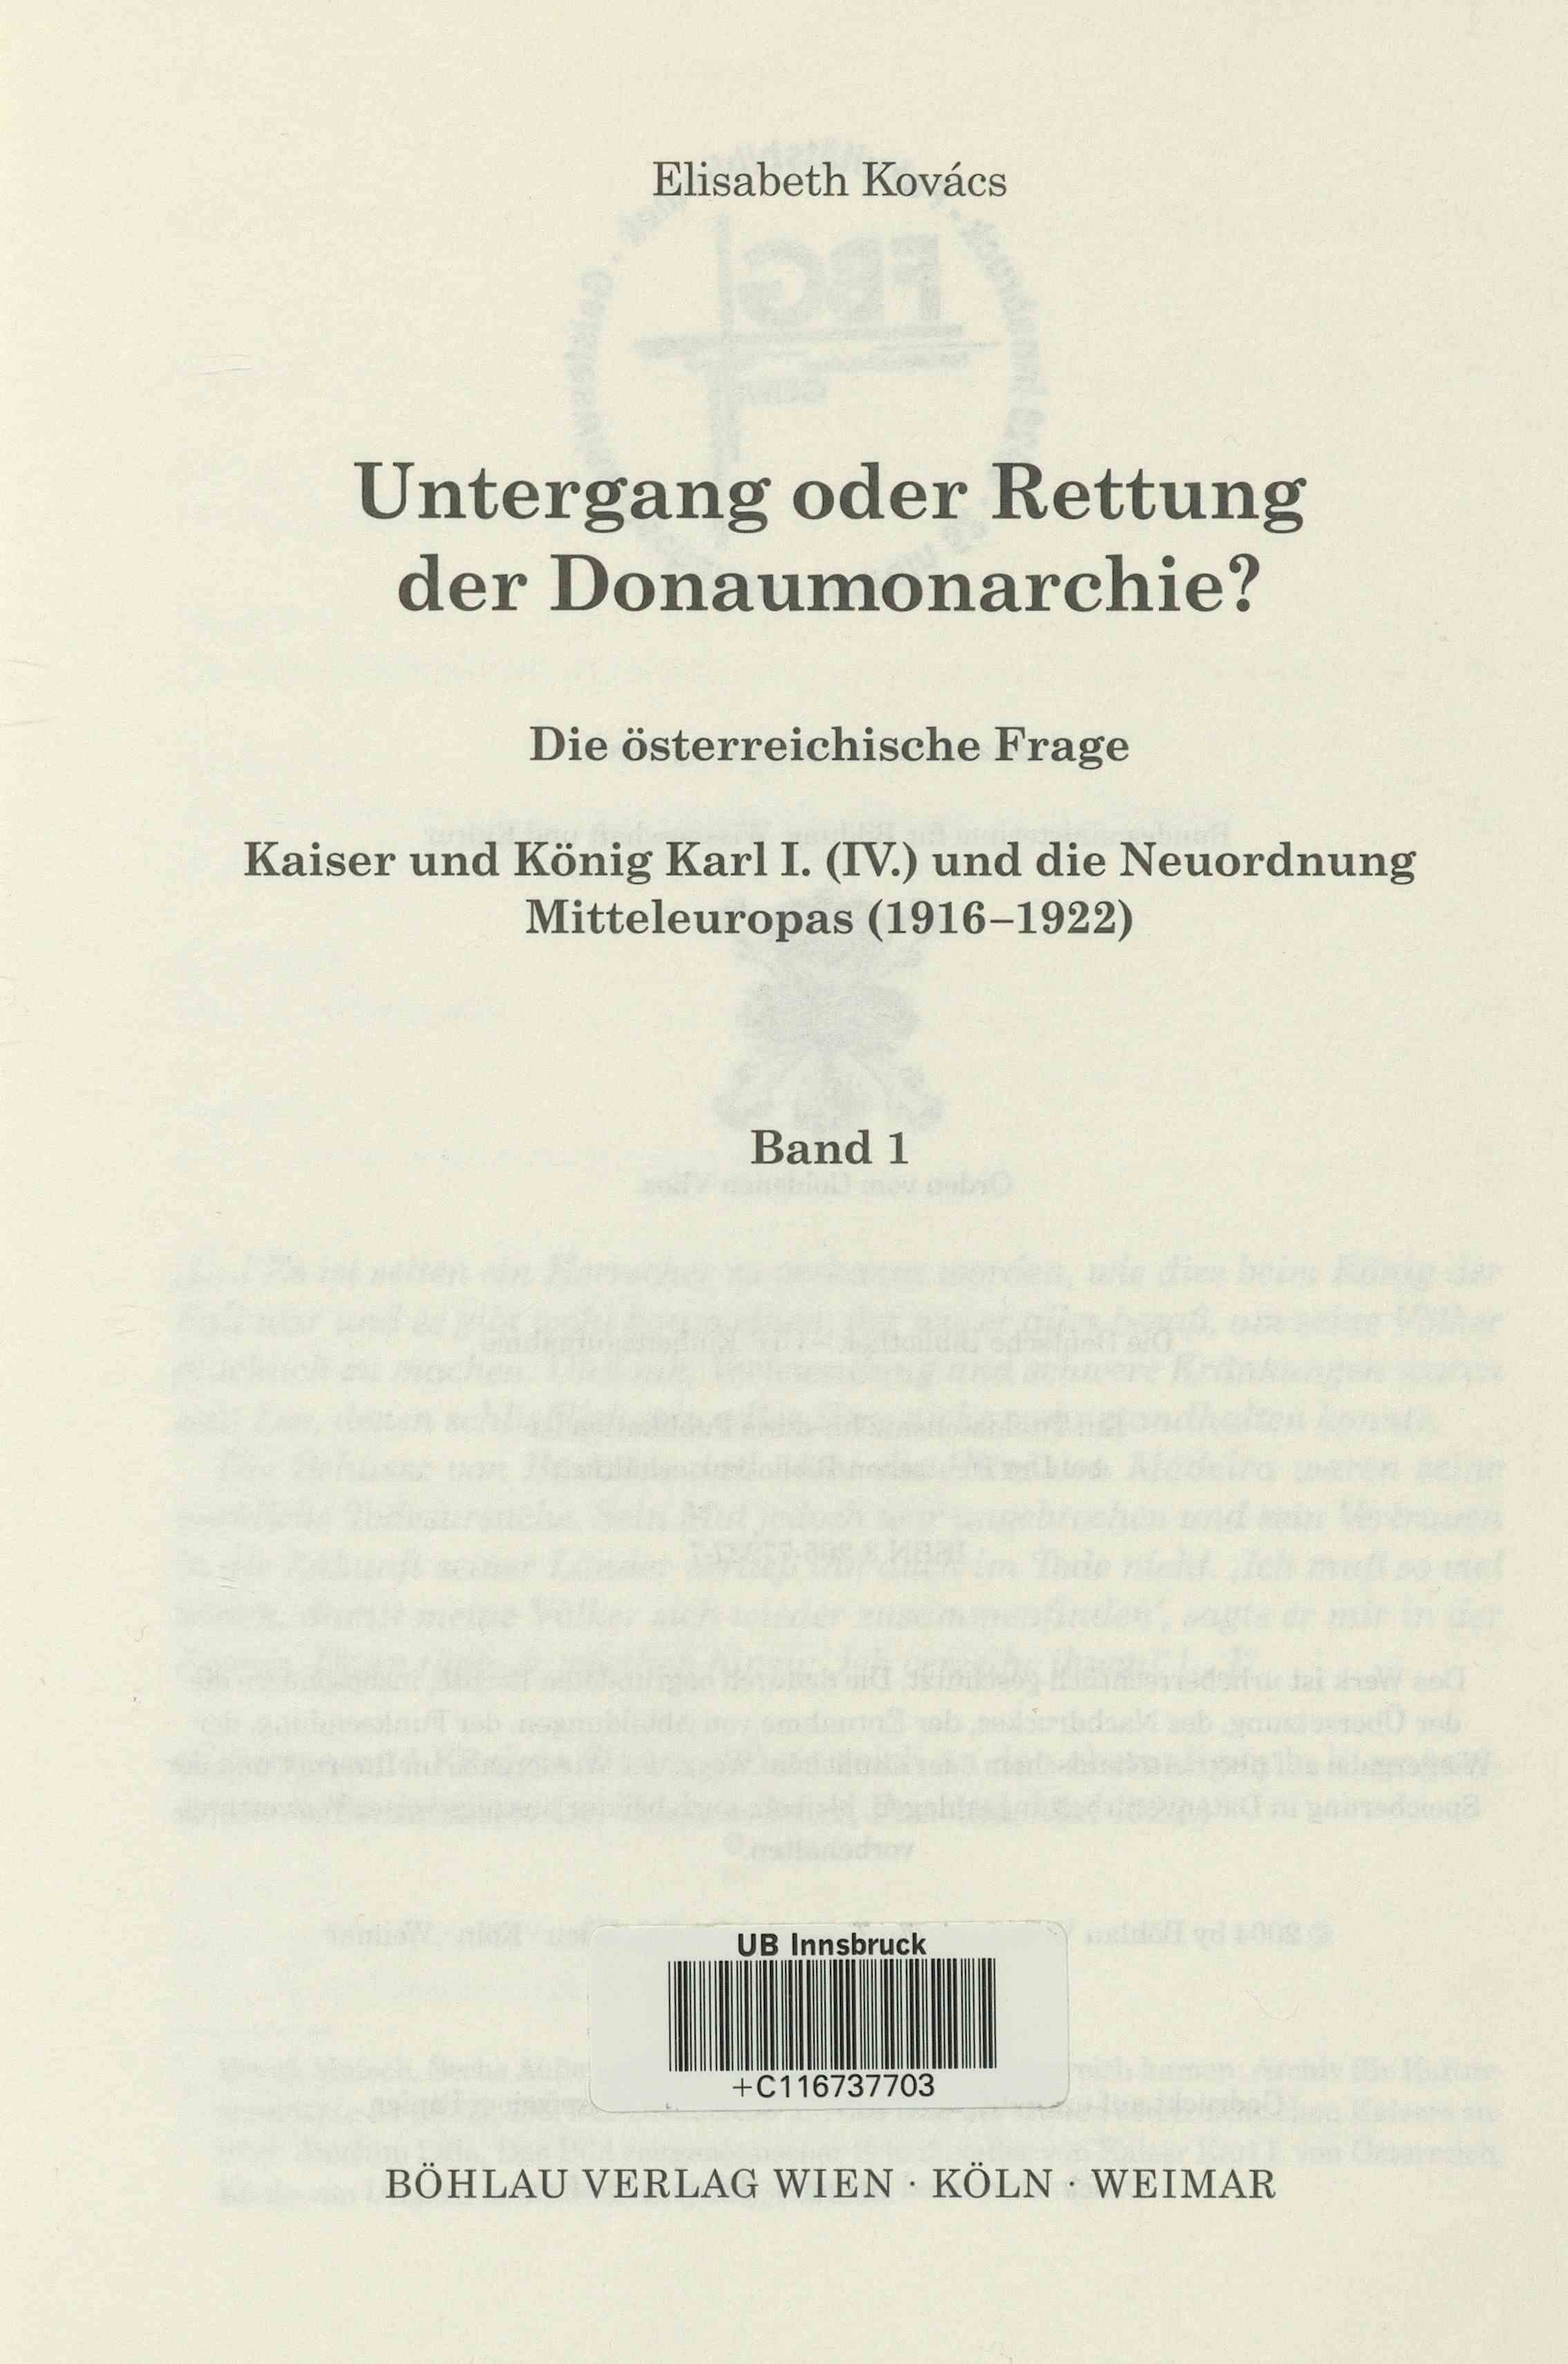 Elisabeth Kovács
Untergang oder Rettung
der Donaumonarchie?
Die österreichische Frage
Kaiser und König Karl I. (IV.) und die Neuordnung
Mitteleuropas (1916–1922)
Band 1
UB Innsbruck
+C116737703
BÖHLAU VERLAG WIEN · KÖLN · WEIMAR